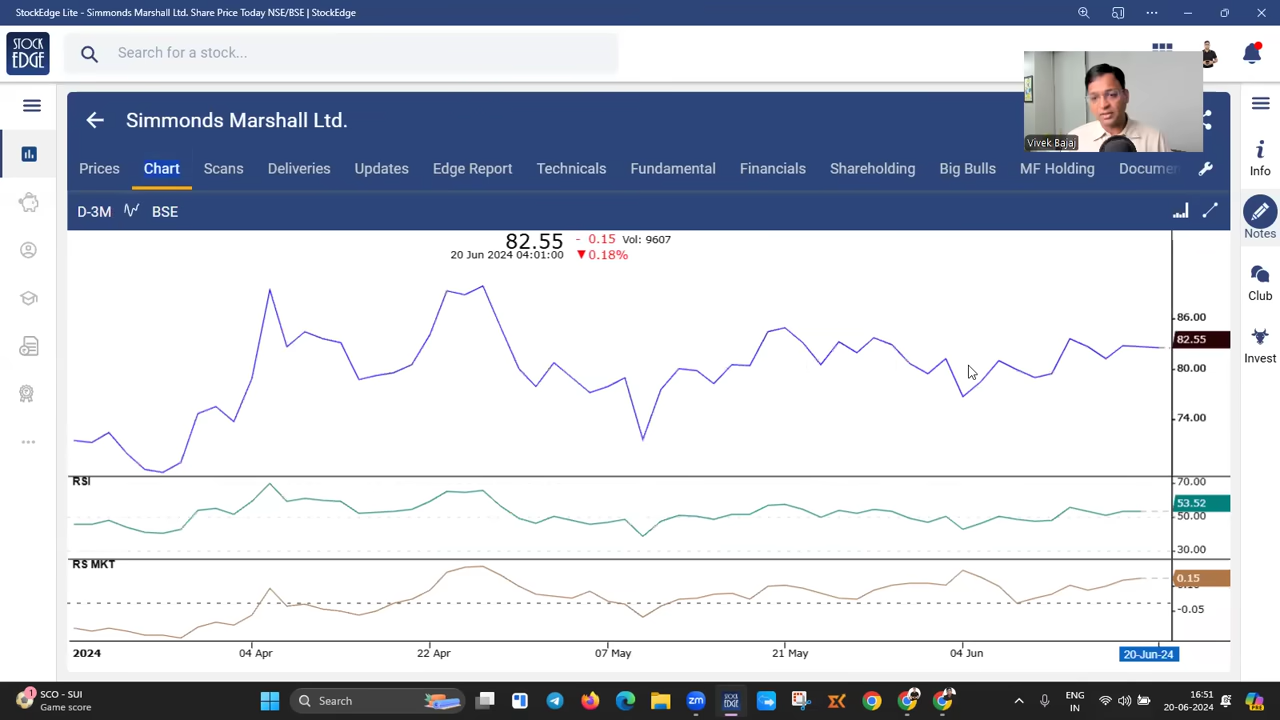 StockEdge Lite - Simmonds Marshall Ltd. Share Price Today NSE/BSE | StockEdge
STOCK
EDGE
Search for a stock...
Vivek Bajaj
Simmonds Marshall Ltd.
Prices Chart Scans Deliveries Updates Edge Report Technicals Fundamental Financials Shareholding Big Bulls MF Holding Documen
D-3M BSE
82.55 - 0.15 Vol: 9607
20 Jun 2024 04:01:00 ▼0.18%
86.00
82.55
80.00
74.00
RSI
70.00
53.52
50.00
30.00
RS MKT
0.15
-0.05
2024 04 Apr 22 Apr 07 May 21 May 04 Jun 20-Jun-24
Info
Notes
Club
Invest
1
SCO - SUI
Game score
Search
zm
STOCK
EDGE
ENG
IN
16:51
20-06-2024